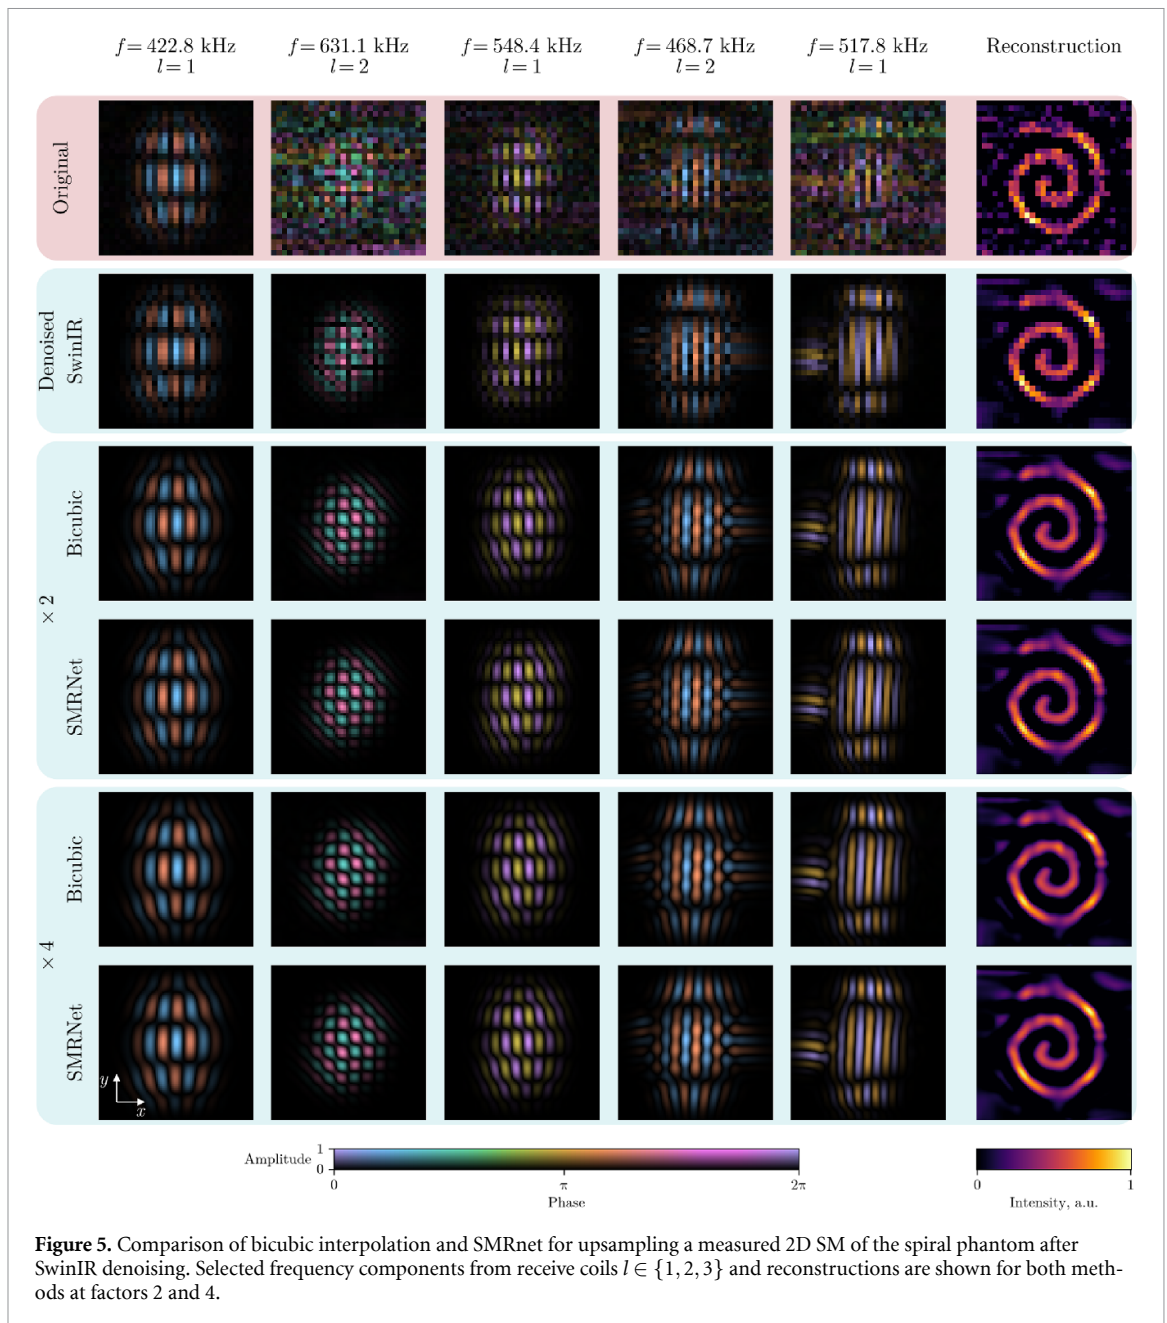 f = 422.8 kHz
l = 1
f = 631.1 kHz
l = 2
f = 548.4 kHz
l = 1
f = 468.7 kHz
l = 2
f = 517.8 kHz
l = 1
Reconstruction
Original
Denoised
SwinIR
× 2
Bicubic
SMRNet
× 4
Bicubic
SMRNet
y
x
Amplitude
1
0
0
π
2π
Phase
0
1
Intensity, a.u.
Figure 5. Comparison of bicubic interpolation and SMRnet for upsampling a measured 2D SM of the spiral phantom after
SwinIR denoising. Selected frequency components from receive coils l ∈ {1, 2, 3} and reconstructions are shown for both meth-
ods at factors 2 and 4.